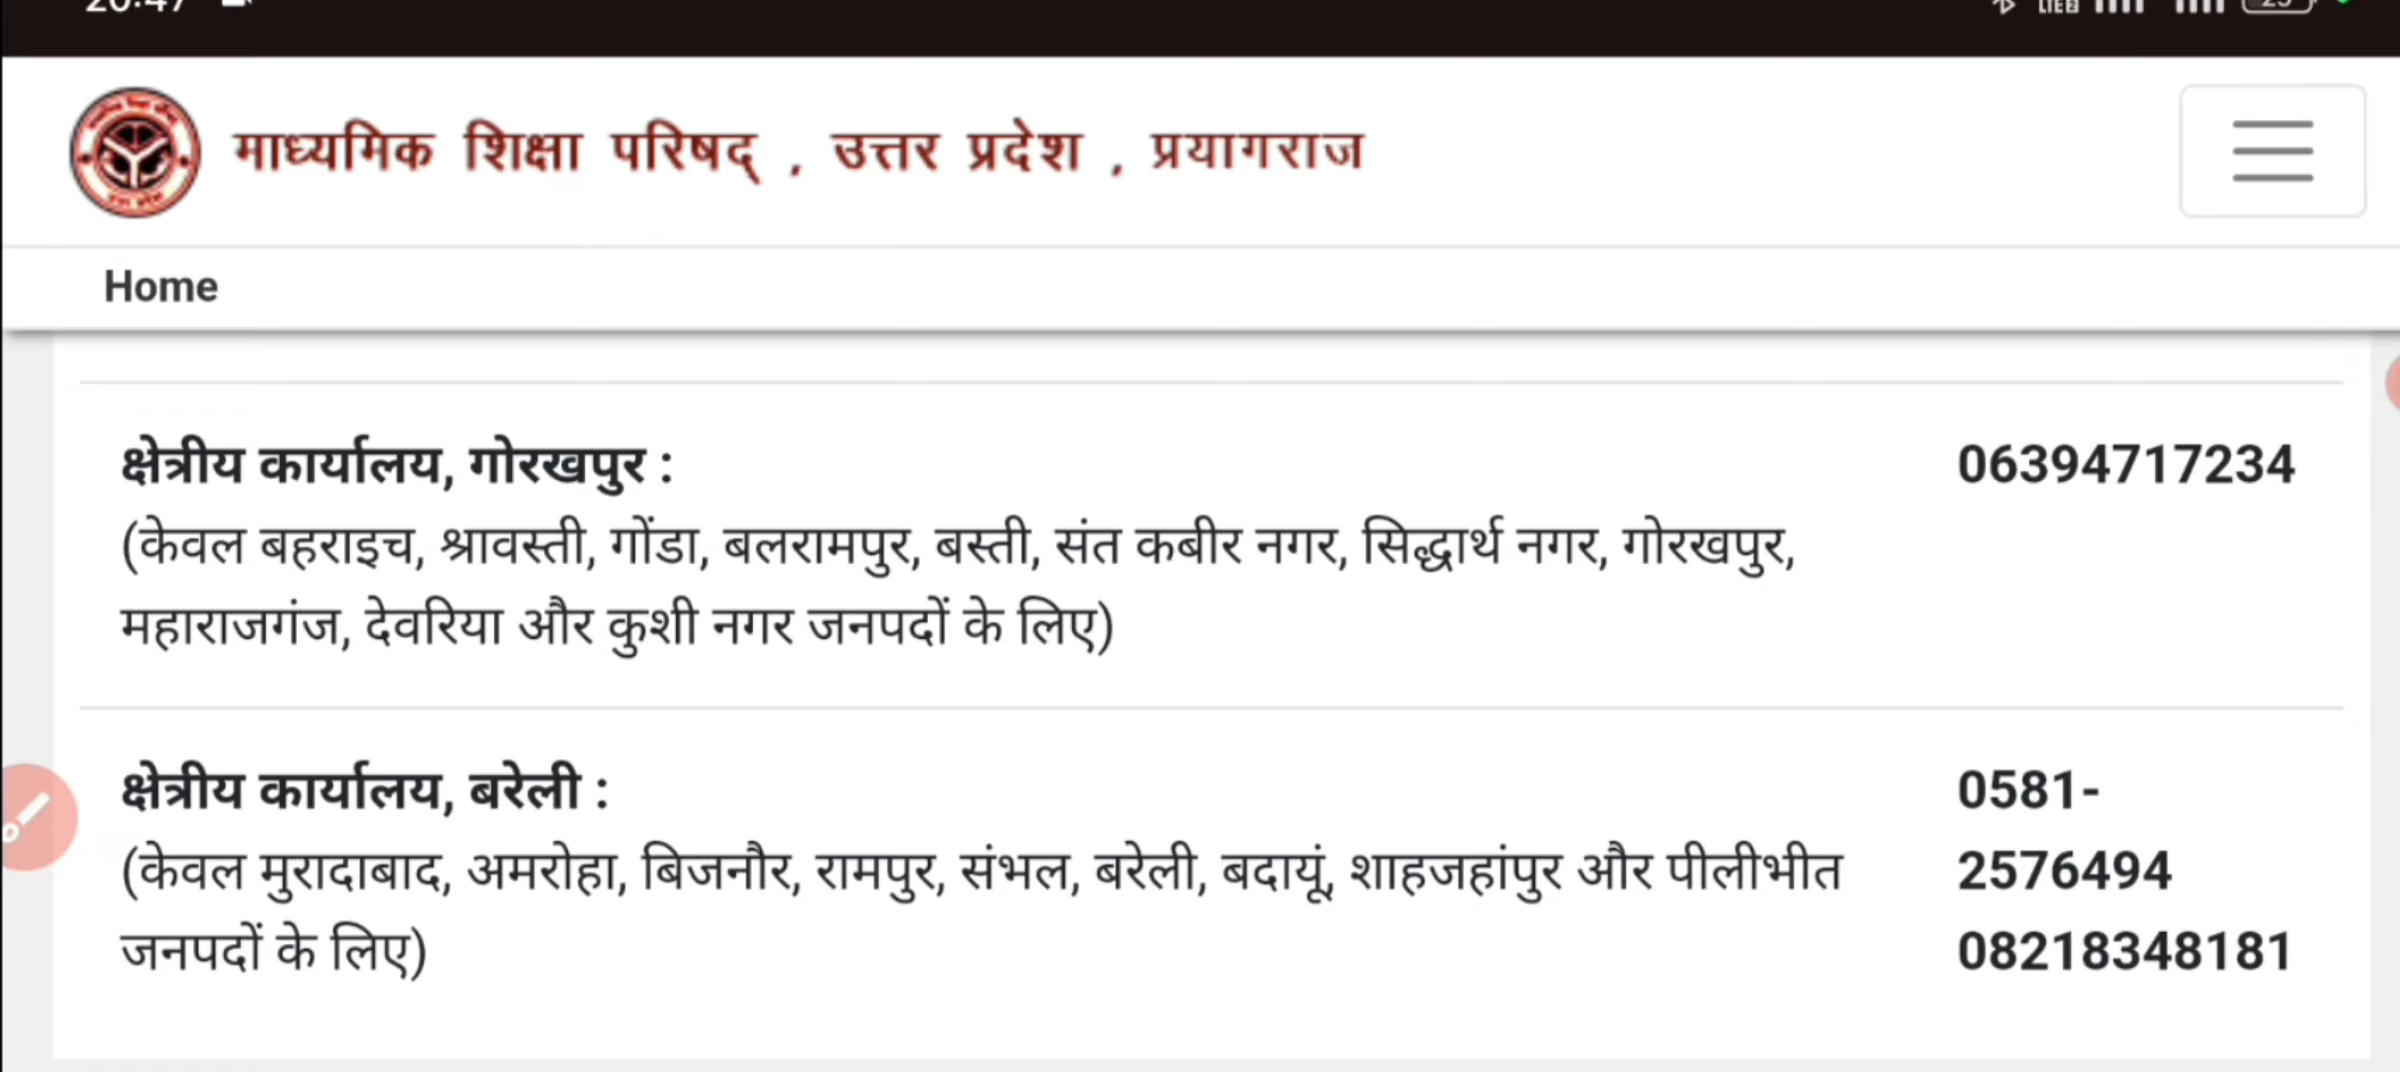 माध्यमिक शिक्षा परिषद् , उत्तर प्रदेश , प्रयागराज
Home
क्षेत्रीय कार्यालय, गोरखपुर : 06394717234
(केवल बहराइच, श्रावस्ती, गोंडा, बलरामपुर, बस्ती, संत कबीर नगर, सिद्धार्थ नगर, गोरखपुर,
महाराजगंज, देवरिया और कुशी नगर जनपदों के लिए)
क्षेत्रीय कार्यालय, बरेली : 0581-
(केवल मुरादाबाद, अमरोहा, बिजनौर, रामपुर, संभल, बरेली, बदायूं, शाहजहांपुर और पीलीभीत 2576494
जनपदों के लिए) 08218348181